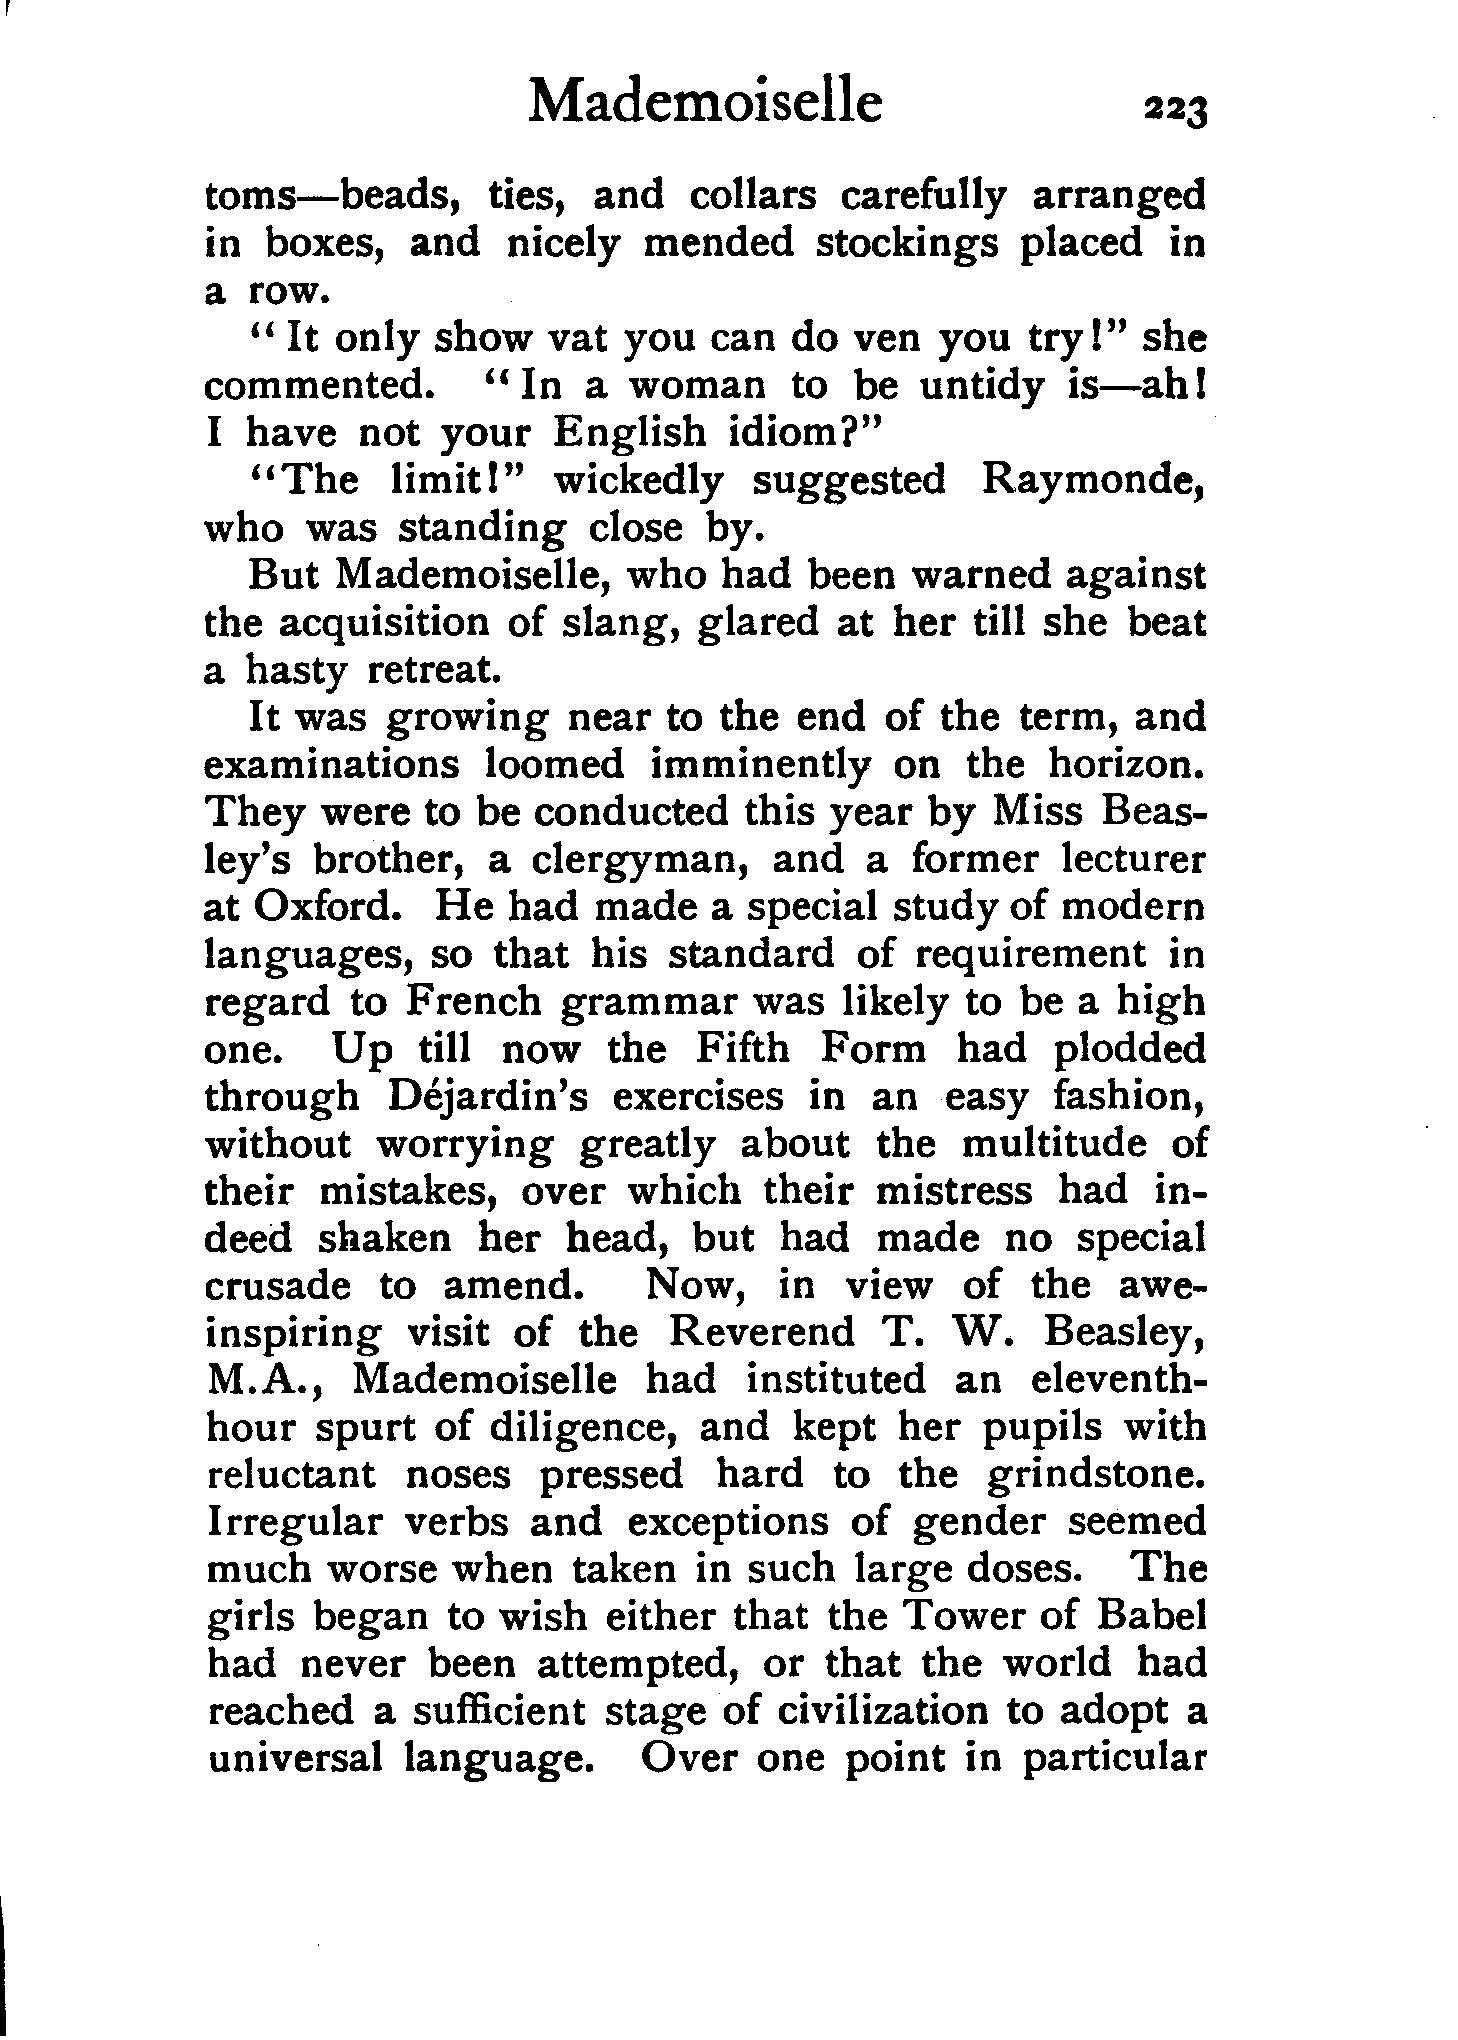 Mademoiselle 223
toms—beads, ties, and collars carefully arranged
in boxes, and nicely mended stockings placed in
a row.
"It only show vat you can do ven you try!" she
commented. "In a woman to be untidy is—ah!
I have not your English idiom?"
"The limit!" wickedly suggested Raymonde,
who was standing close by.
But Mademoiselle, who had been warned against
the acquisition of slang, glared at her till she beat
a hasty retreat.
It was growing near to the end of the term, and
examinations loomed imminently on the horizon.
They were to be conducted this year by Miss Beas-
ley's brother, a clergyman, and a former lecturer
at Oxford. He had made a special study of modern
languages, so that his standard of requirement in
regard to French grammar was likely to be a high
one. Up till now the Fifth Form had plodded
through Déjardin's exercises in an easy fashion,
without worrying greatly about the multitude of
their mistakes, over which their mistress had in-
deed shaken her head, but had made no special
crusade to amend. Now, in view of the awe-
inspiring visit of the Reverend T. W. Beasley,
M.A., Mademoiselle had instituted an eleventh-
hour spurt of diligence, and kept her pupils with
reluctant noses pressed hard to the grindstone.
Irregular verbs and exceptions of gender seemed
much worse when taken in such large doses. The
girls began to wish either that the Tower of Babel
had never been attempted, or that the world had
reached a sufficient stage of civilization to adopt a
universal language. Over one point in particular